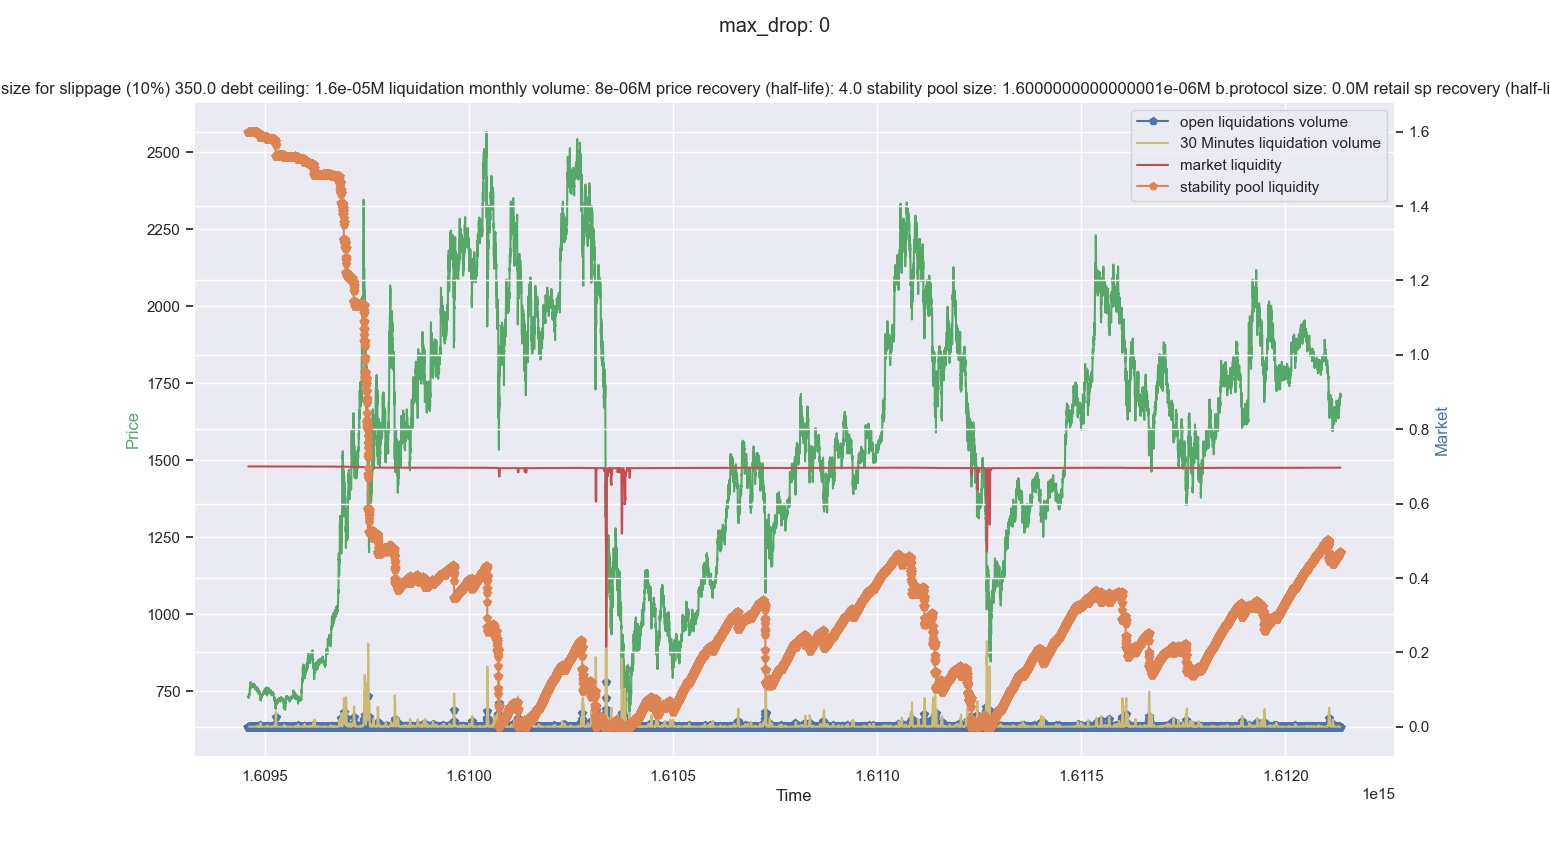 max_drop: 0
size for slippage (10%) 350.0 debt ceiling: 1.6e-05M liquidation monthly volume: 8e-06M price recovery (half-life): 4.0 stability pool size: 1.6000000000000001e-06M b.protocol size: 0.0M retail sp recovery (half-li
open liquidations volume
30 Minutes liquidation volume
market liquidity
stability pool liquidity
2500
2250
2000
1750
1500
1250
1000
750
Price
1.6
1.4
1.2
1.0
0.8
0.6
0.4
0.2
0.0
Market
1.6095 1.6100 1.6105 1.6110 1.6115 1.6120
Time
1e15